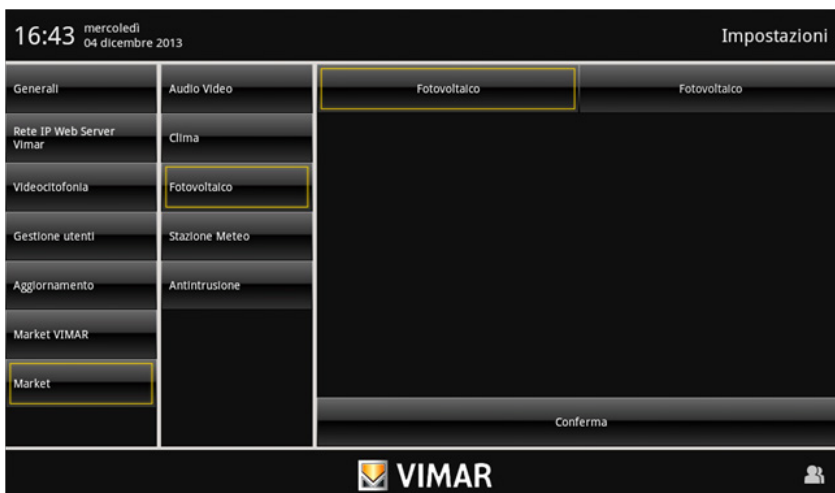 16:43 mercoledì
04 dicembre 2013
Impostazioni
Generali
Rete IP Web Server
Vimar
Videocitofonia
Gestione utenti
Aggiornamento
Market VIMAR
Market
Audio Video
Clima
Fotovoltaico
Stazione Meteo
Antintrusione
Fotovoltaico
Fotovoltaico
Conferma
VIMAR